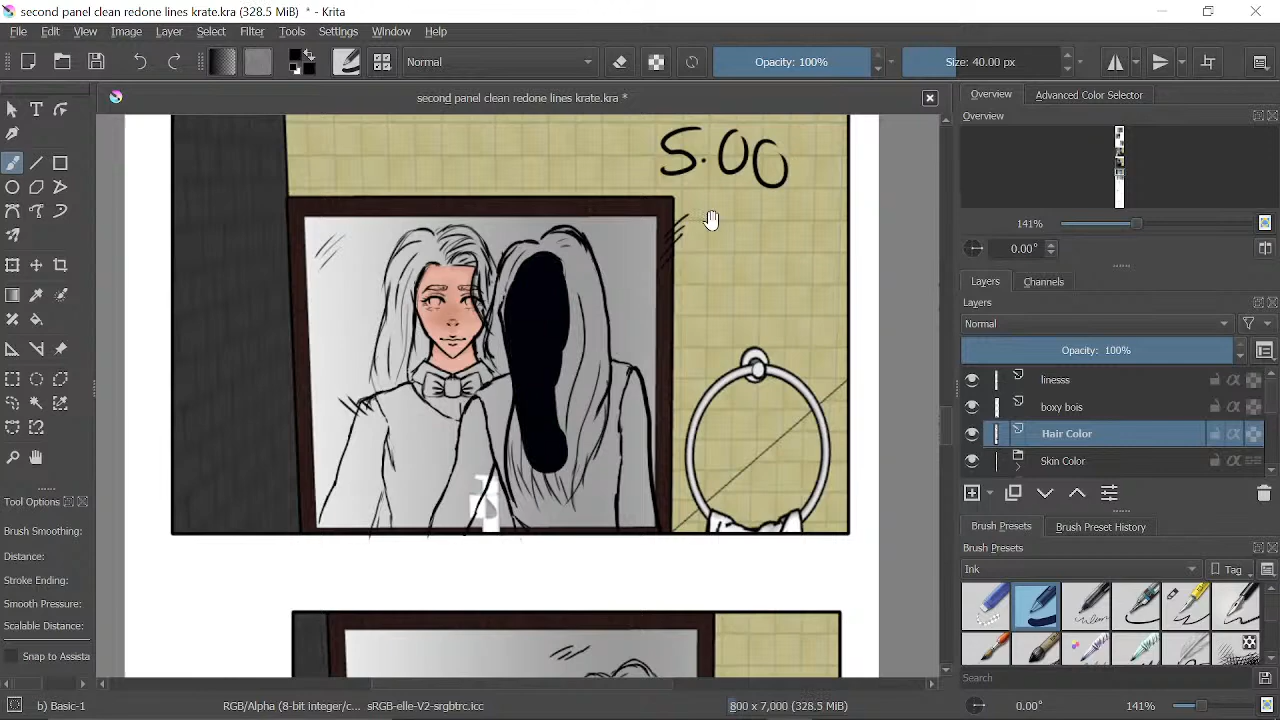 second panel clean redone lines krate.kra (328.5 MiB) * - Krita
File Edit View Image Layer Select Filter Tools Settings Window Help
Normal
Opacity: 100%
Size: 40.00 px
second panel clean redone lines krate.kra *
Overview
Advanced Color Selector
Overview
5.00
141%
0.00°
Layers
Channels
Layers
Normal
Opacity: 100%
linesss
boxy bois
Hair Color
Skin Color
Tool Options
Brush Smoothing:
Distance:
Stroke Ending:
Smooth Pressure:
Scalable Distance:
Snap to Assista
Brush Presets
Brush Preset History
Brush Presets
Ink
Tag
Search
b) Basic-1
RGB/Alpha (8-bit integer/c... sRGB-elle-V2-srgbtrc.icc
800 x 7,000 (328.5 MiB)
0.00°
141%